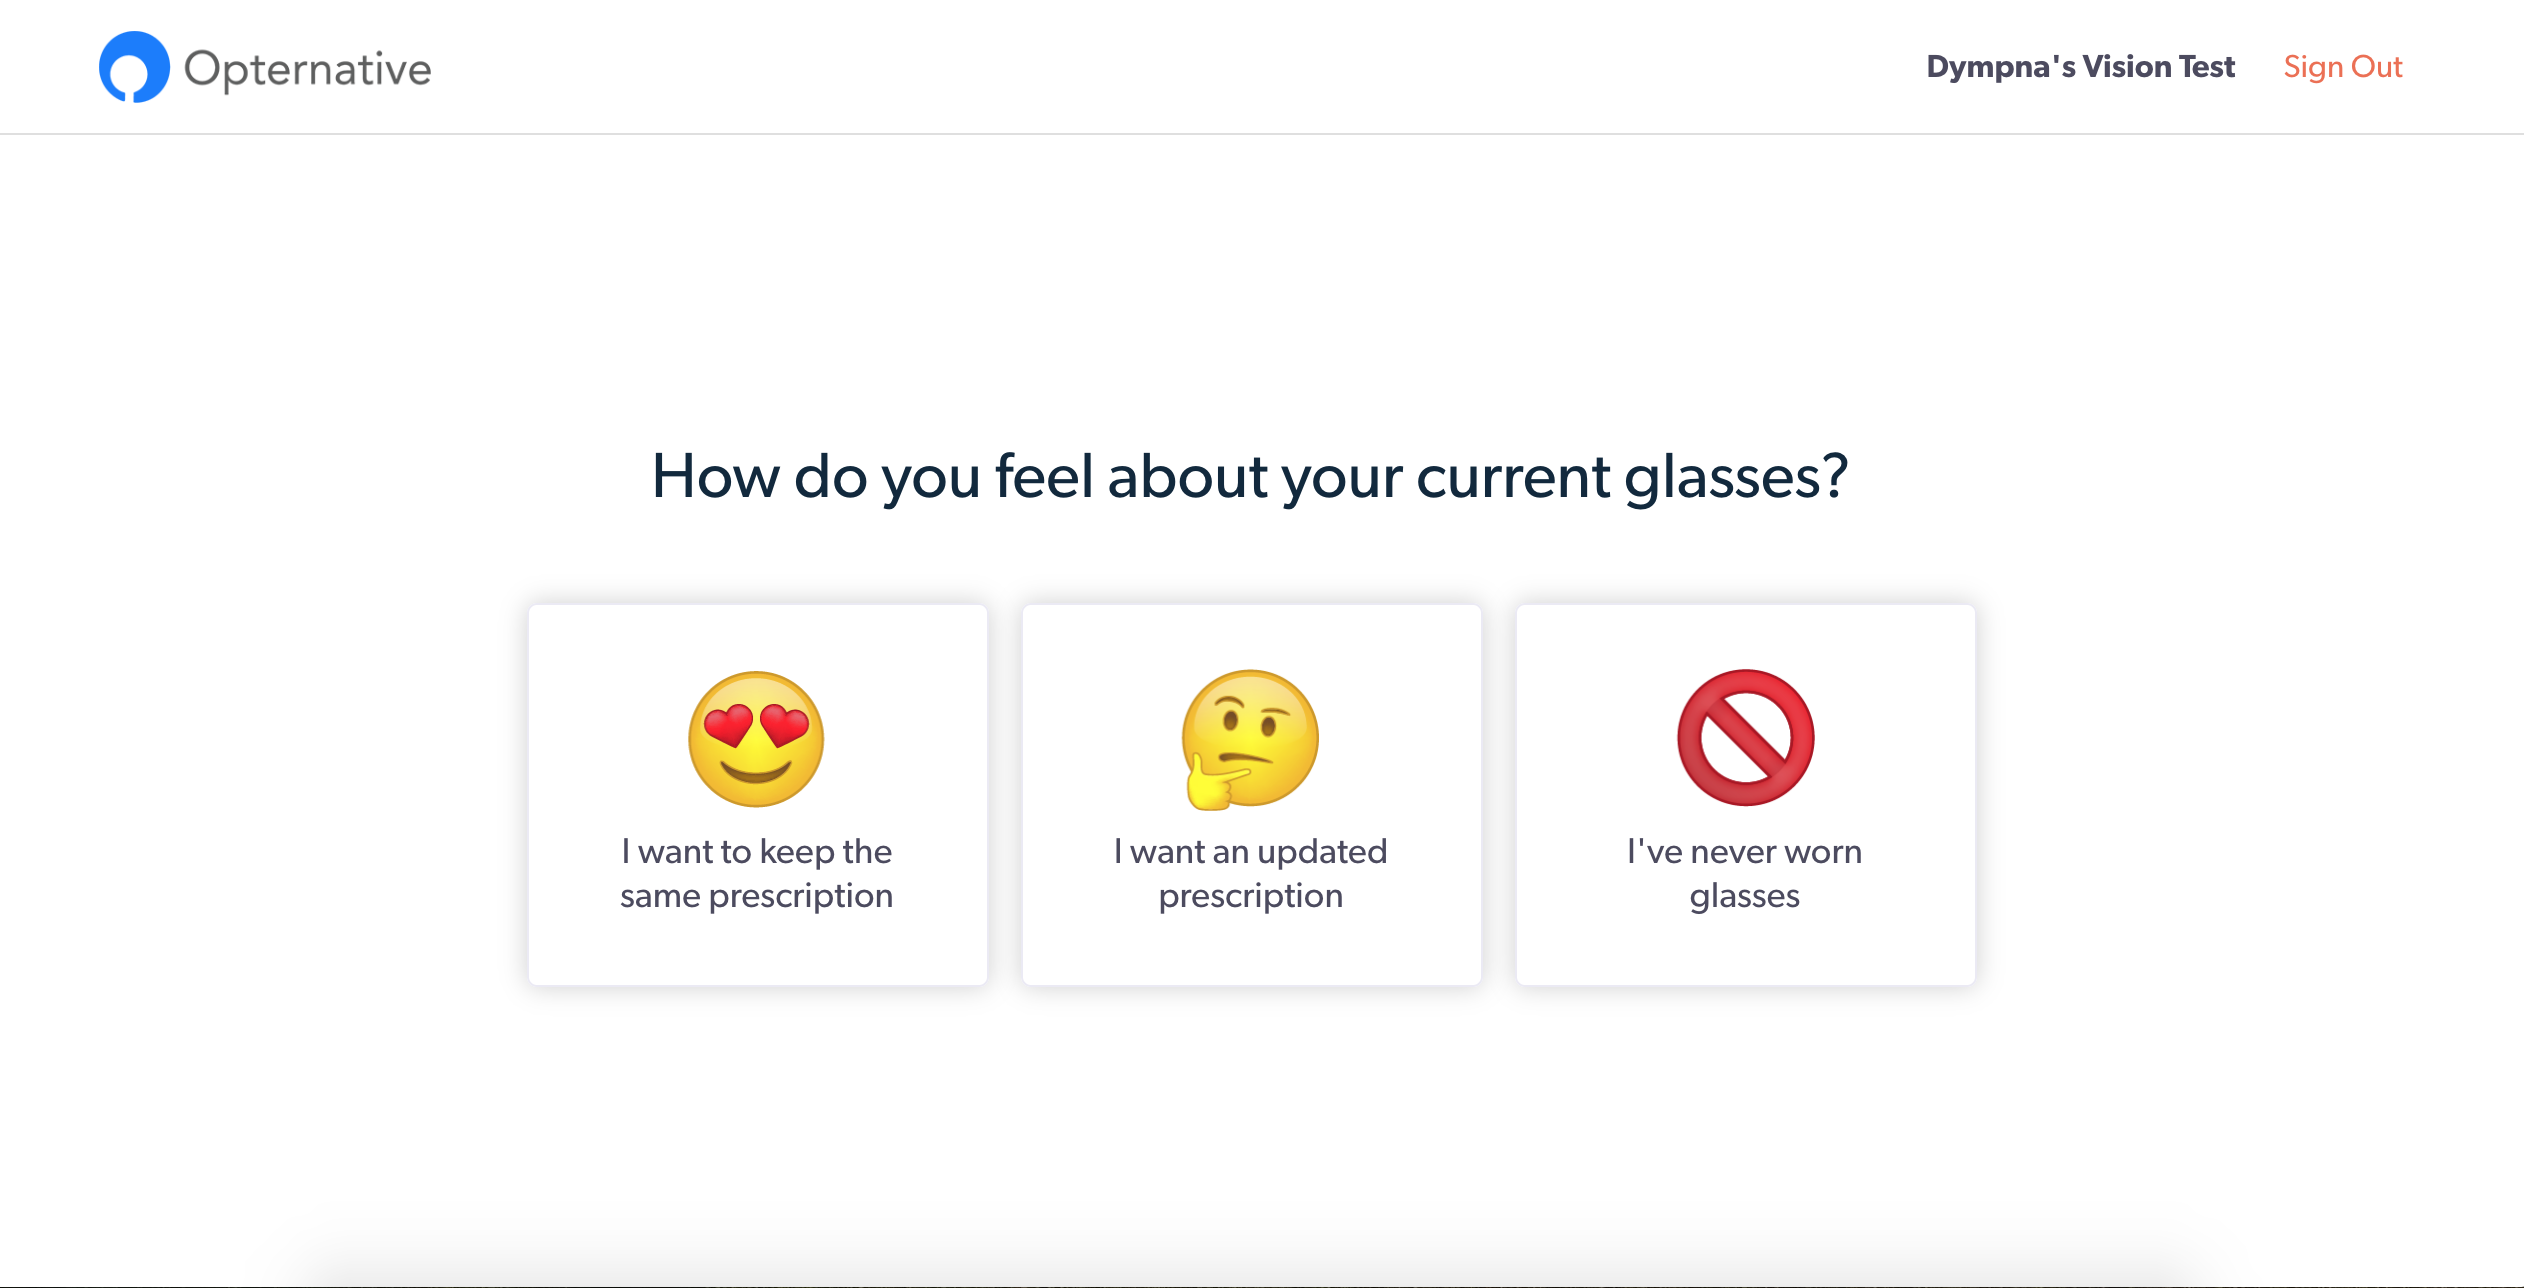 Opternative
Dympna's Vision Test
Sign Out
How do you feel about your current glasses?
I want to keep the
same prescription
I want an updated
prescription
I've never worn
glasses